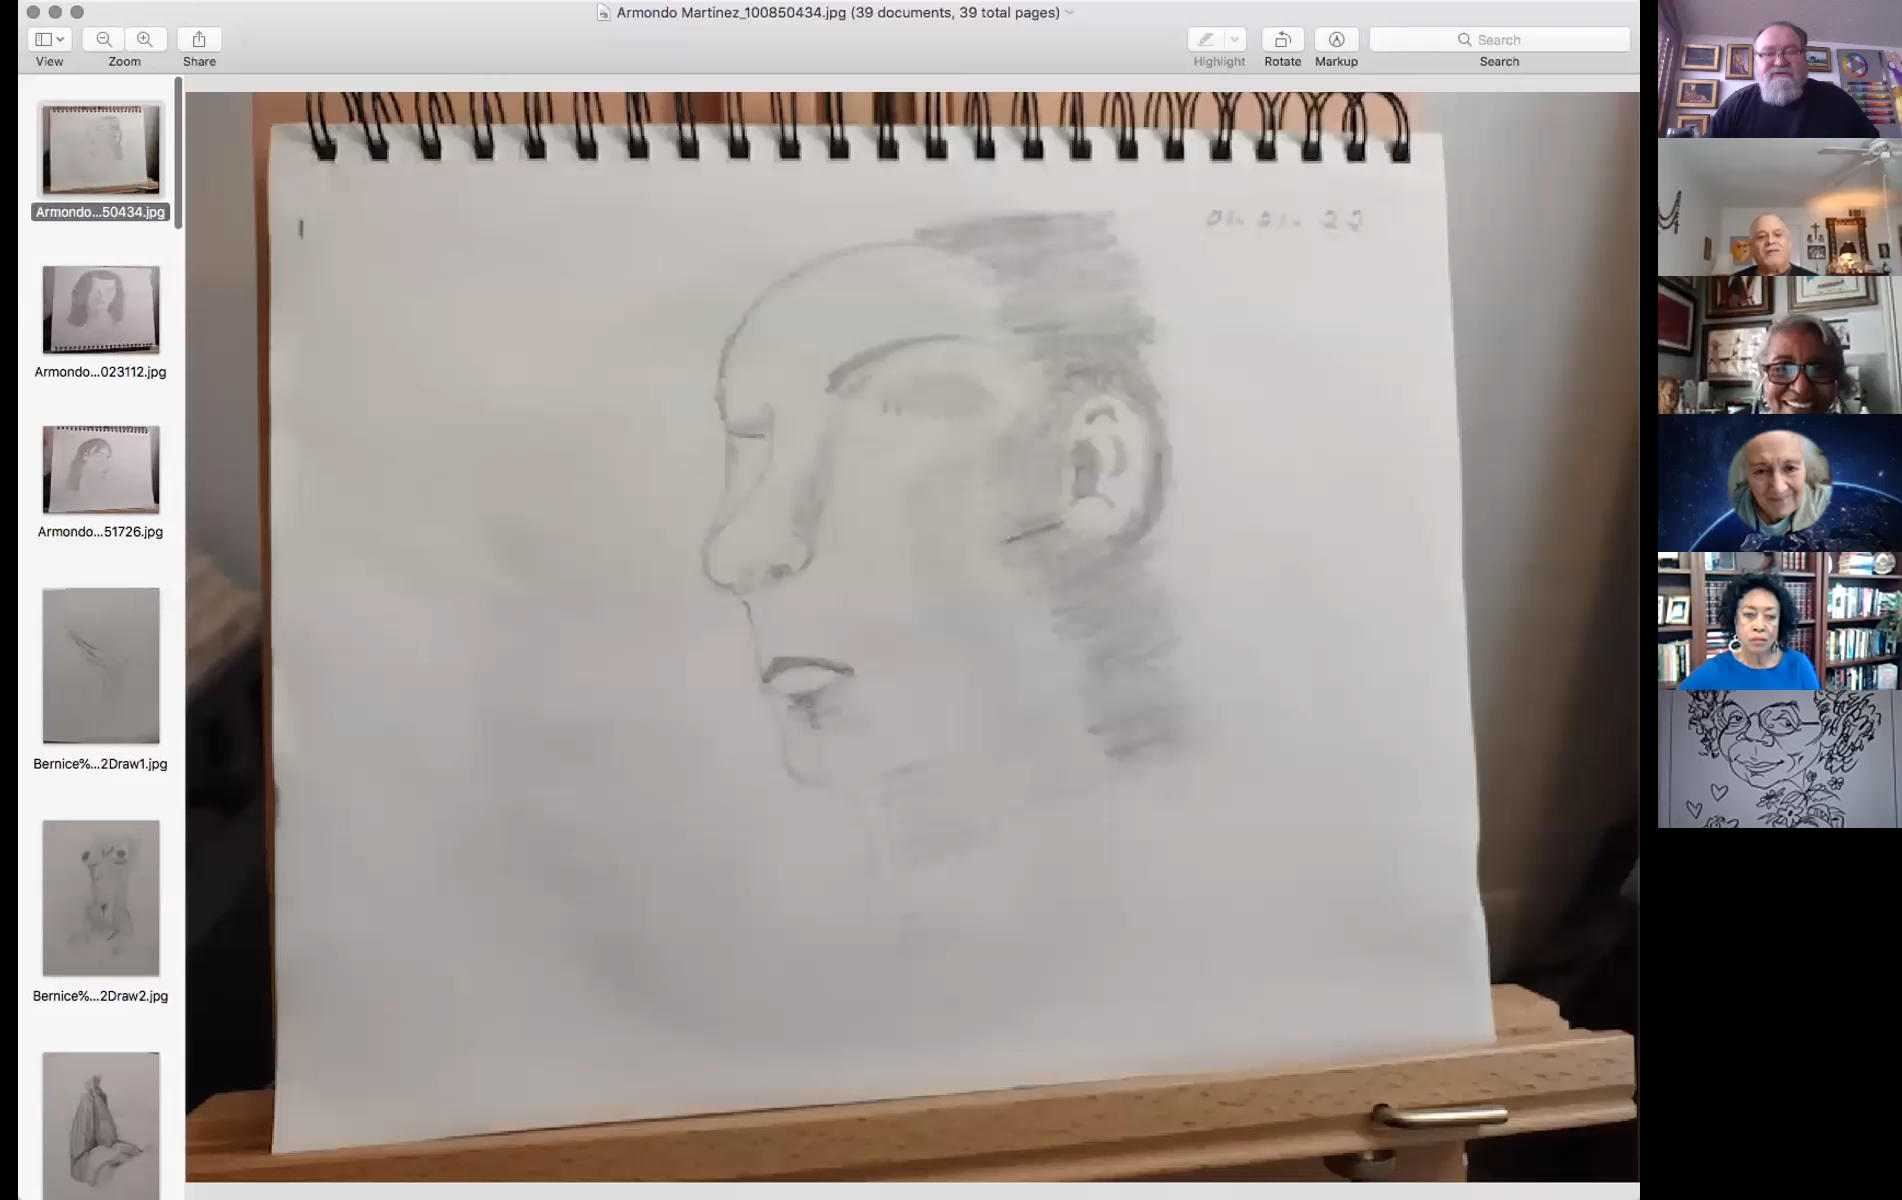 Armondo Martinez_100850434.jpg (39 documents, 39 total pages)
View
Zoom
Share
Highlight
Rotate
Markup
Search
Search
Armondo...50434.jpg
Armondo...023112.jpg
Armondo...51726.jpg
Bernice%...2Draw1.jpg
Bernice%...2Draw2.jpg